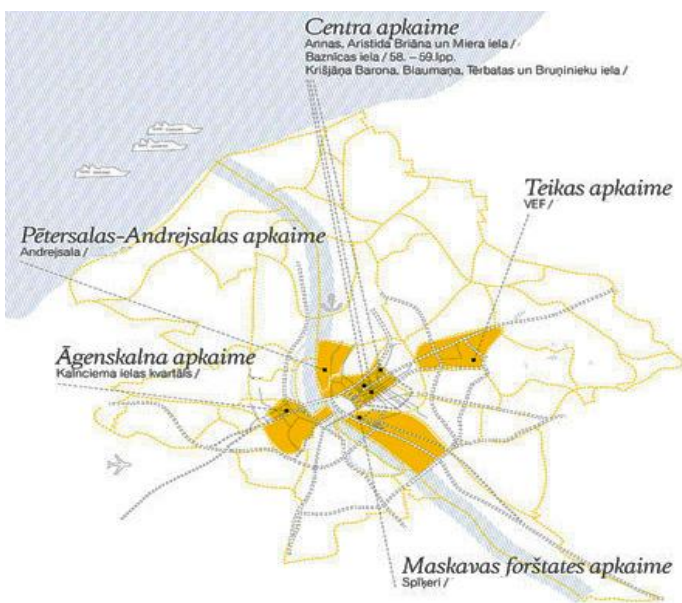 Centra apkaime
Annas, Aristida Briāna un Miera iela /
Baznīcas iela / 58. – 59.lpp.
Krišjāņa Barona, Blaumaņa, Tērbatas un Bruņinieku iela /
Teikas apkaime
VEF /
Pētersalas-Andrejsalas apkaime
Andrejsala /
Āgenskalna apkaime
Kalnciema ielas kvartāls /
Maskavas forštates apkaime
Spīķeri /